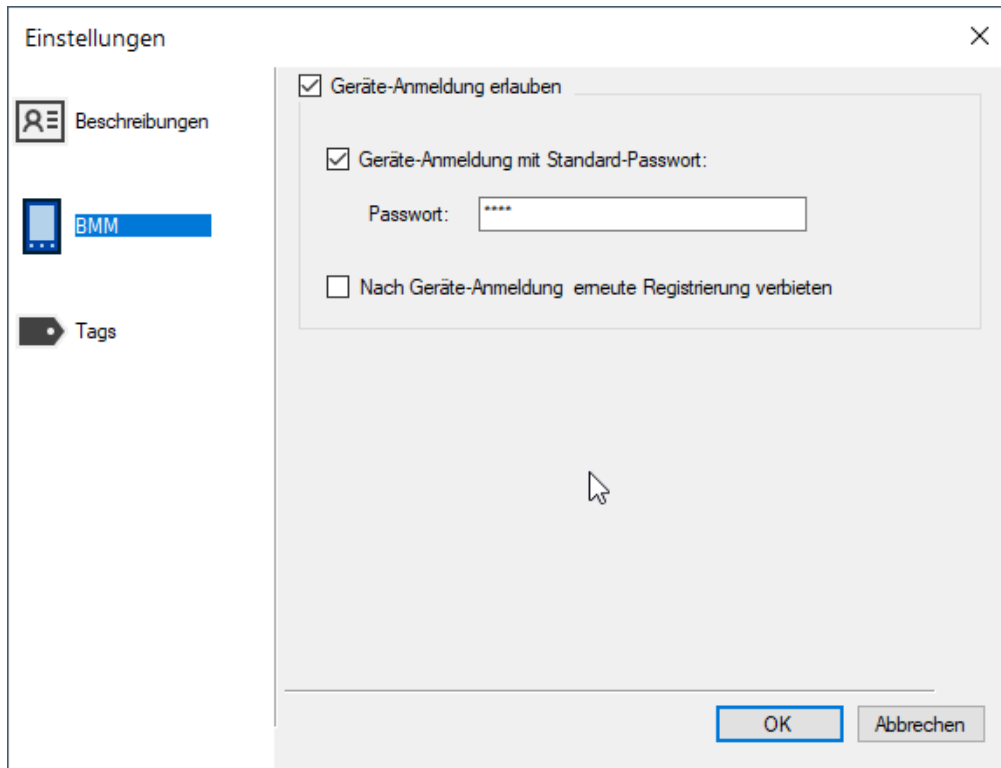 Einstellungen
Beschreibungen
BMM
Tags
Geräte-Anmeldung erlauben
Geräte-Anmeldung mit Standard-Passwort:
Passwort: ****
Nach Geräte-Anmeldung  erneute Registrierung verbieten
OK
Abbrechen